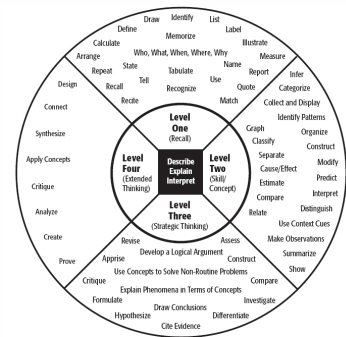 Draw
Identify
List
Define
Label
Memorize
Calculate
Illustrate
Who, What, When, Where, Why
Arrange
Measure
State
Name
Repeat
Tabulate
Report
Tell
Use
Recall
Recognize
Quote
Recite
Match
Level
One
(Recall)
Infer
Categorize
Collect and Display
Identify Patterns
Graph
Organize
Classify
Construct
Separate
Modify
Cause/Effect
Predict
Estimate
Interpret
Compare
Distinguish
Relate
Use Context Cues
Make Observations
Summarize
Show
Level
Two
(Skill/
Concept)
Describe
Explain
Interpret
Level
Three
(Strategic Thinking)
Revise
Assess
Develop a Logical Argument
Apprise
Construct
Use Concepts to Solve Non-Routine Problems
Critique
Compare
Explain Phenomena in Terms of Concepts
Formulate
Investigate
Draw Conclusions
Hypothesize
Differentiate
Cite Evidence
Level
Four
(Extended
Thinking)
Design
Connect
Synthesize
Apply Concepts
Critique
Analyze
Create
Prove